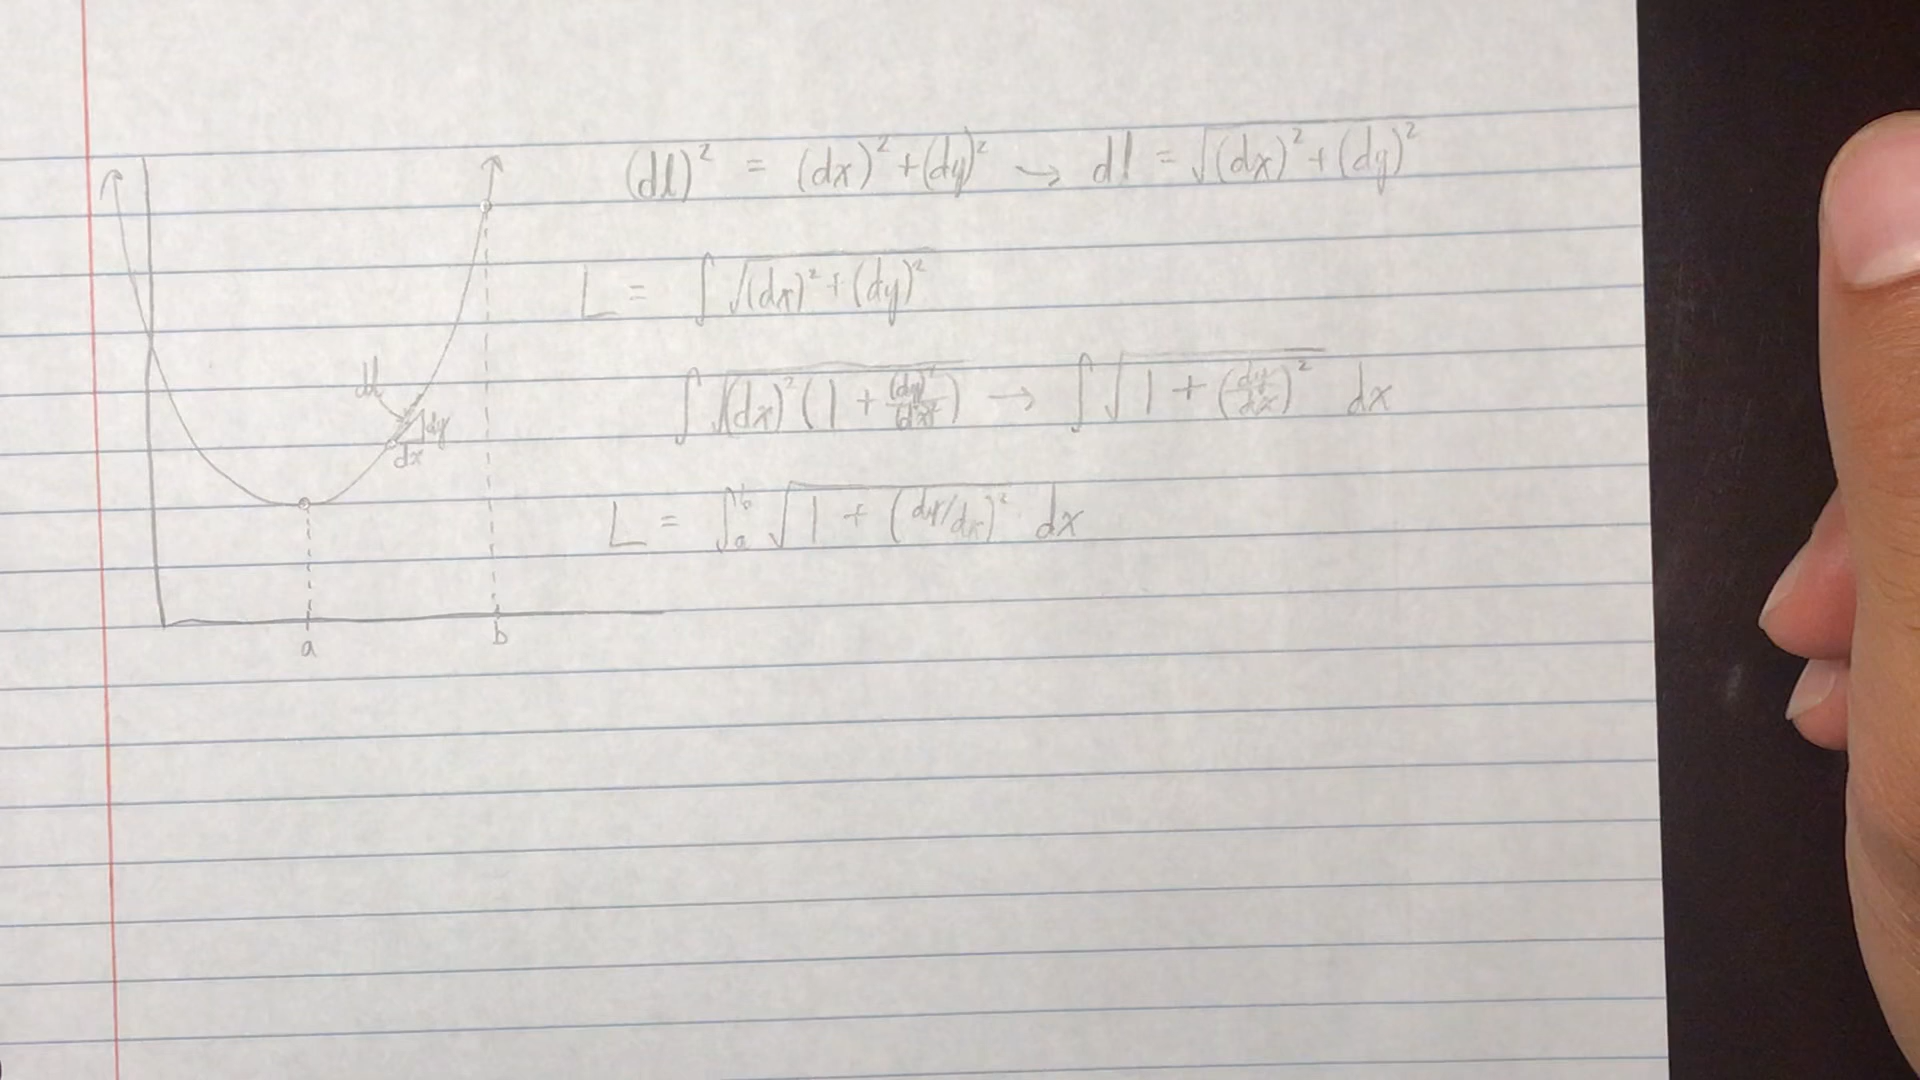 (dl)² = (dx)² + (dy)² → dl = √(dx)² + (dy)²
L = ∫ √(dx)² + (dy)²
dl
∫ √(dx)² (1 + (dy)²/(dx)²) → ∫ √1 + (dy/dx)² dx
dy
dx
L = ∫ₐᵇ √1 + (dy/dx)² dx
a b